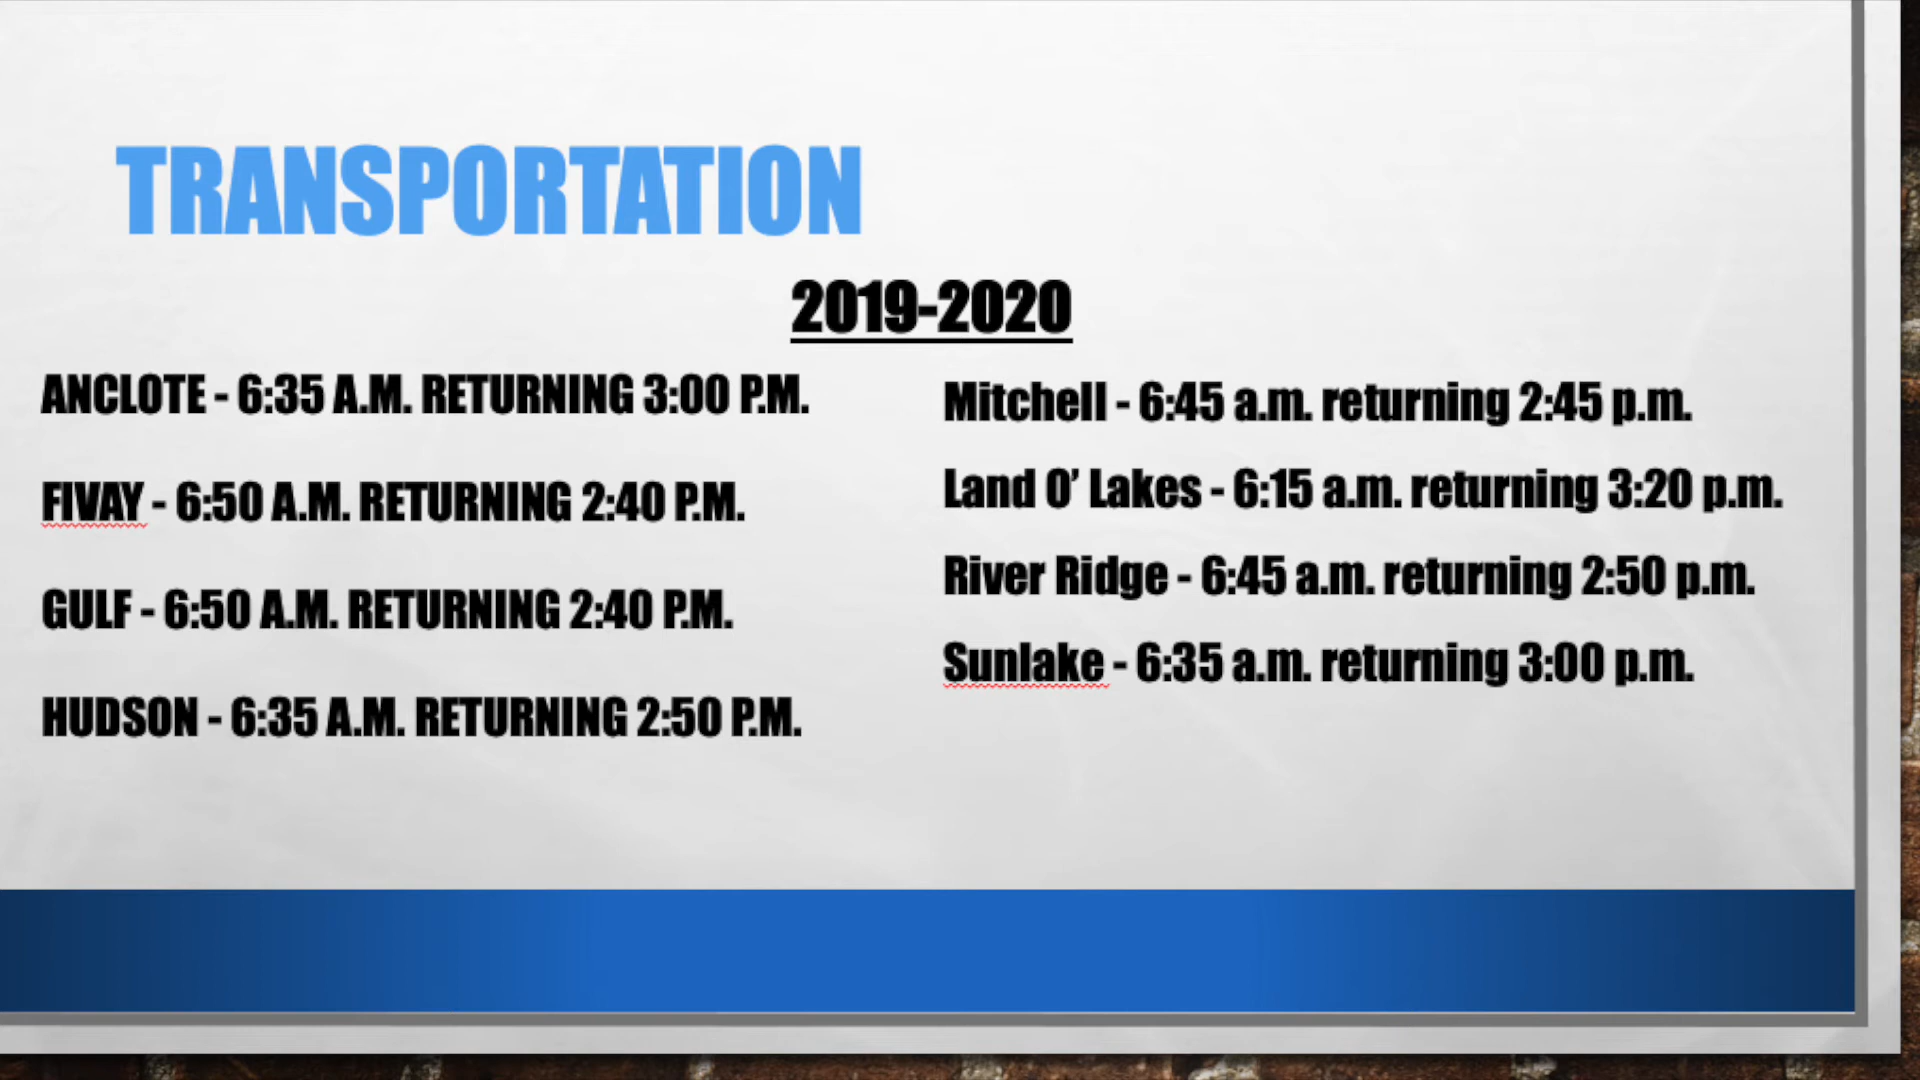 TRANSPORTATION
2019-2020
ANCLOTE - 6:35 A.M. RETURNING 3:00 P.M.
FIVAY - 6:50 A.M. RETURNING 2:40 P.M.
GULF - 6:50 A.M. RETURNING 2:40 P.M.
HUDSON - 6:35 A.M. RETURNING 2:50 P.M.
Mitchell - 6:45 a.m. returning 2:45 p.m.
Land O’ Lakes - 6:15 a.m. returning 3:20 p.m.
River Ridge - 6:45 a.m. returning 2:50 p.m.
Sunlake - 6:35 a.m. returning 3:00 p.m.